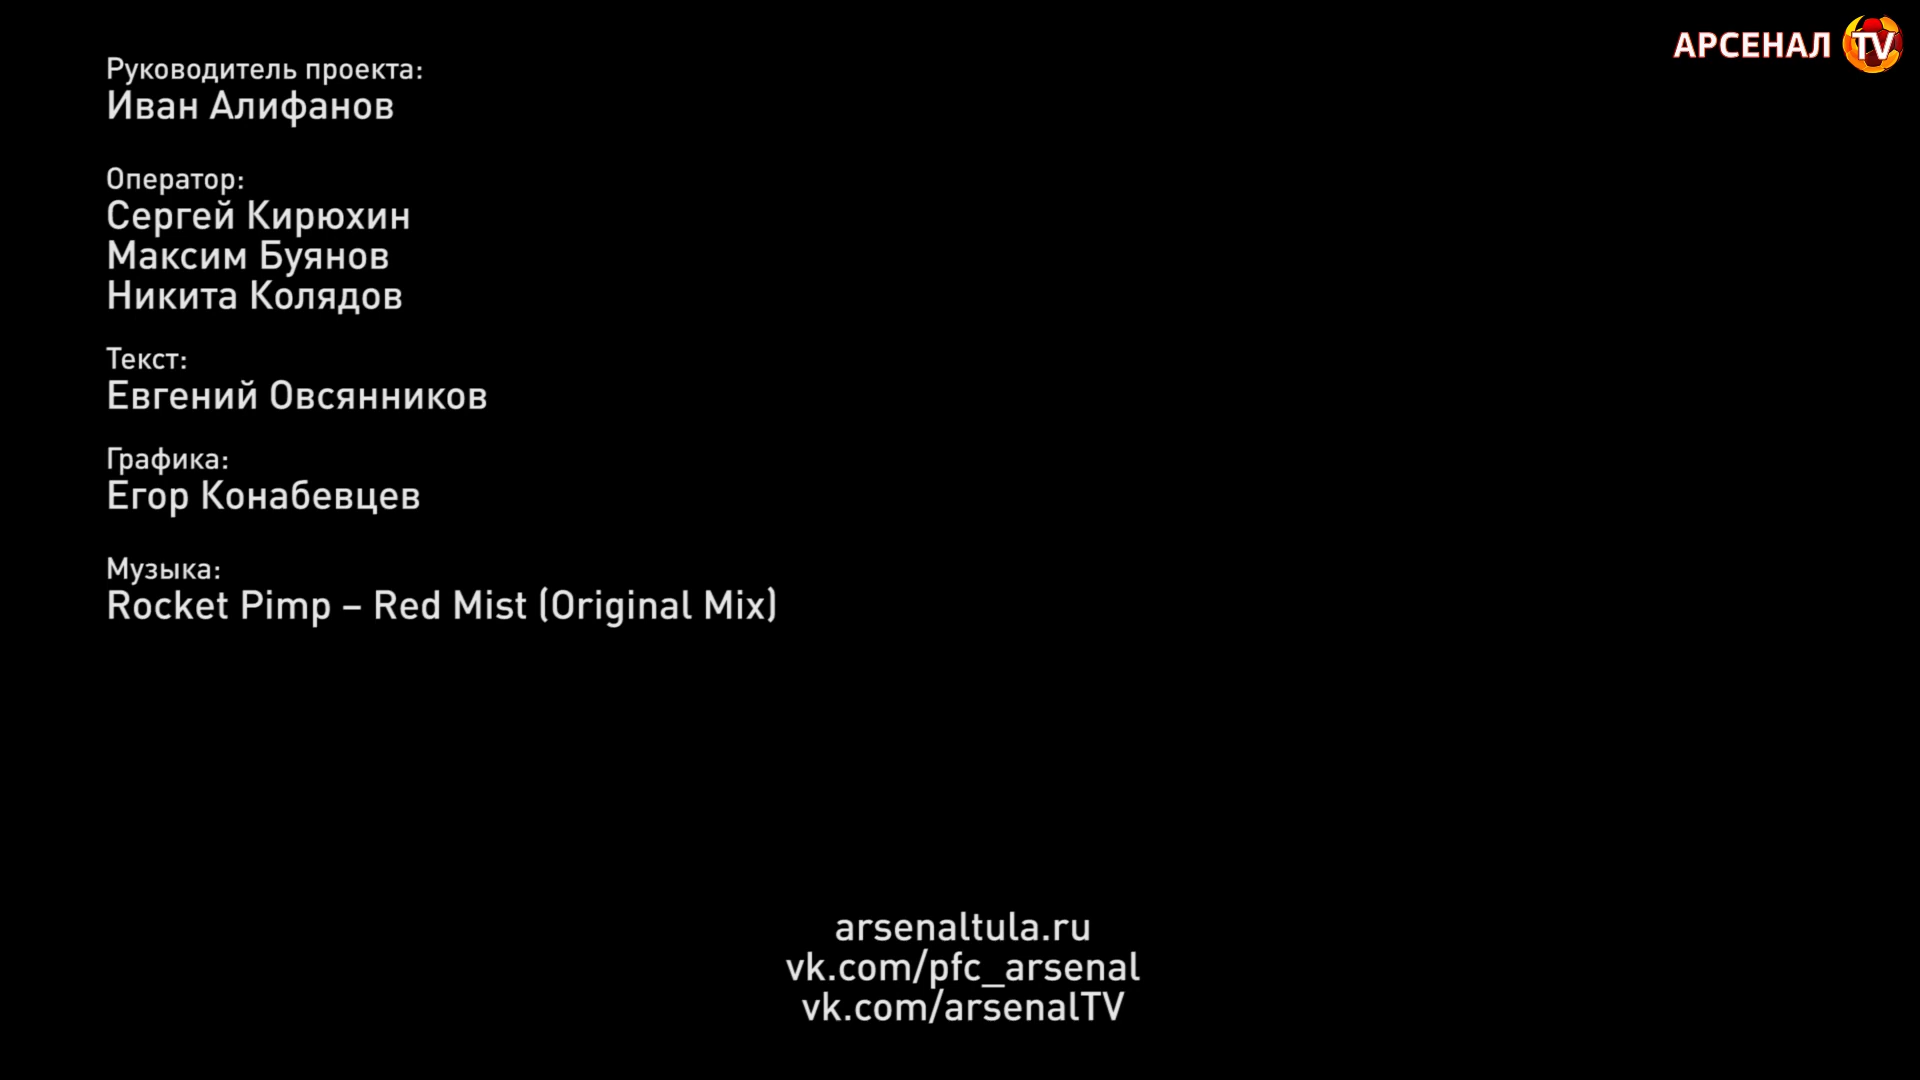 АРСЕНАЛ TV
Руководитель проекта:
Иван Алифанов
Оператор:
Сергей Кирюхин
Максим Буянов
Никита Колядов
Текст:
Евгений Овсянников
Графика:
Егор Конабевцев
Музыка:
Rocket Pimp – Red Mist (Original Mix)
arsenaltula.ru
vk.com/pfc_arsenal
vk.com/arsenalTV